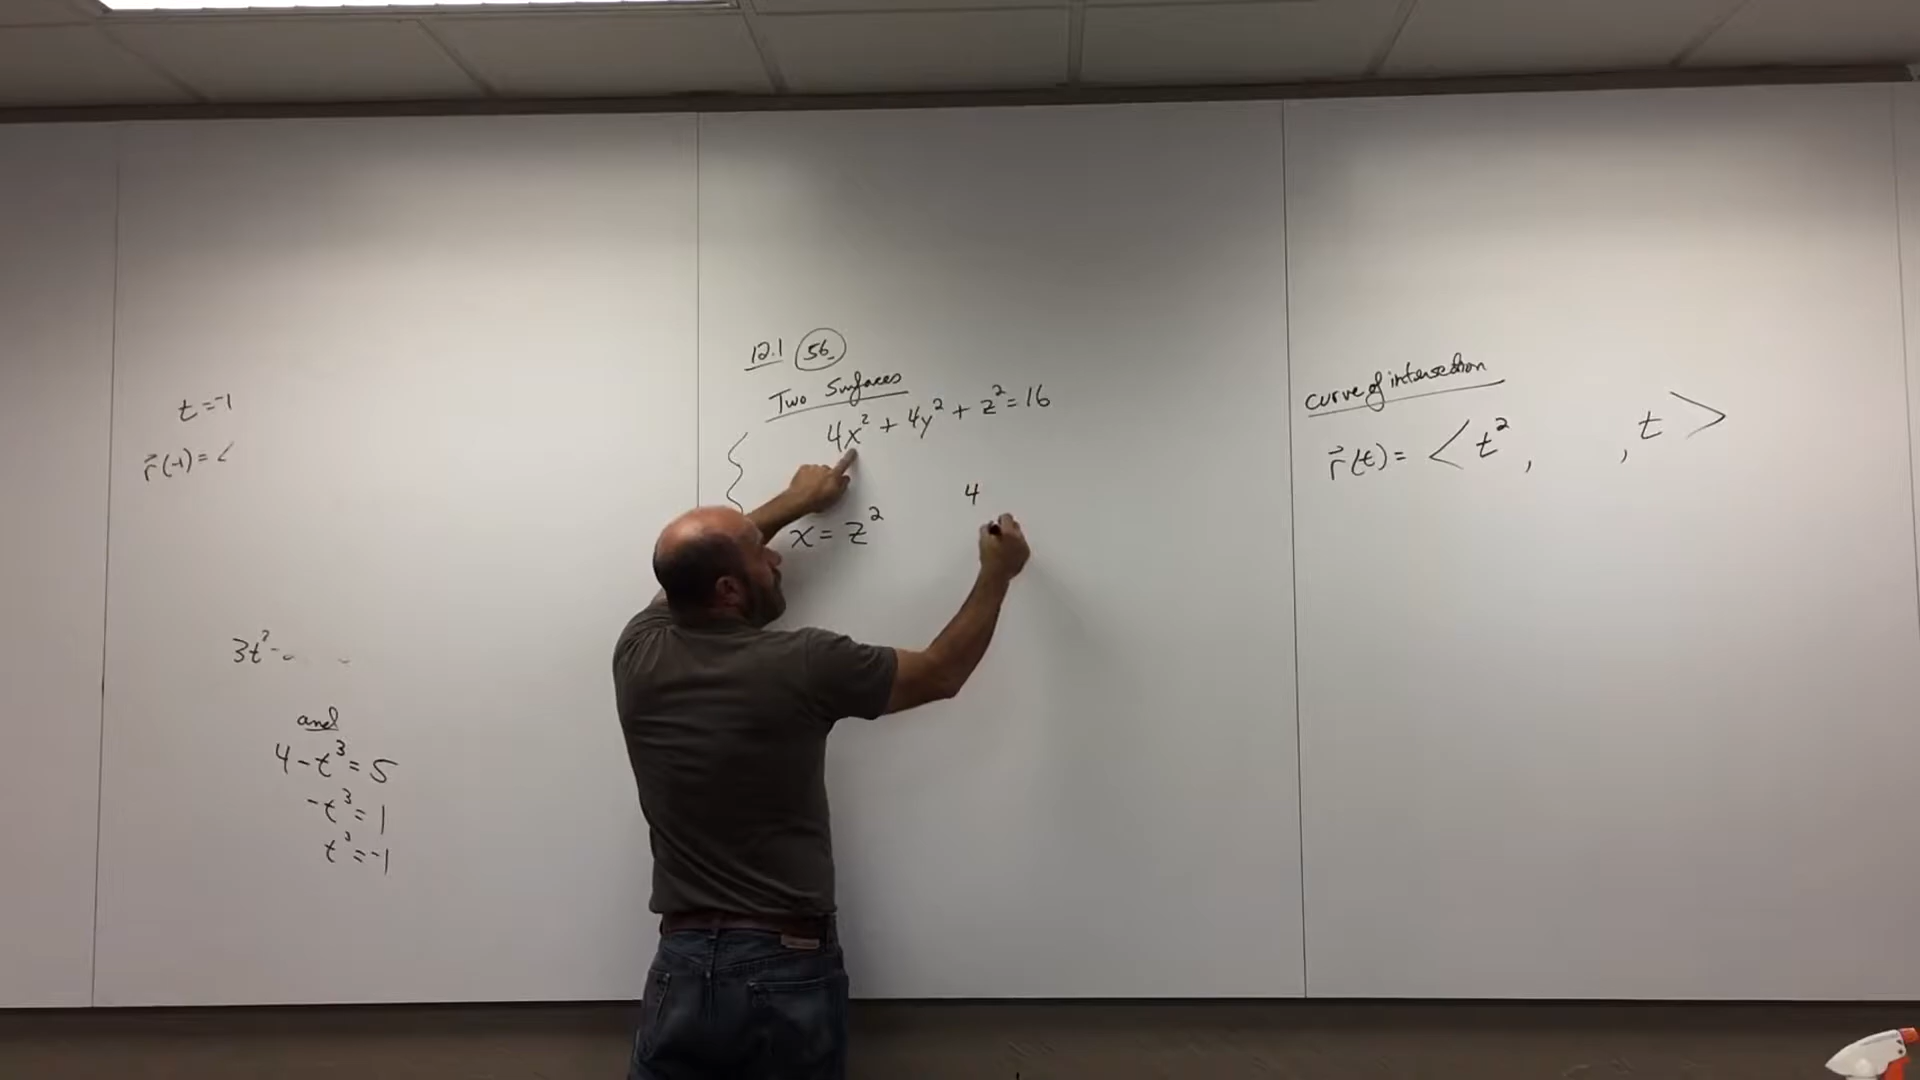 t = -1
r⃗(-1) = <
3t² -
and
4 - t³ = 5
-t³ = 1
t³ = -1
12.1 56.
Two Surfaces
4x² + 4y² + z² = 16
x = z²
4
curve of intersection
r⃗(t) = < t² ,   , t >